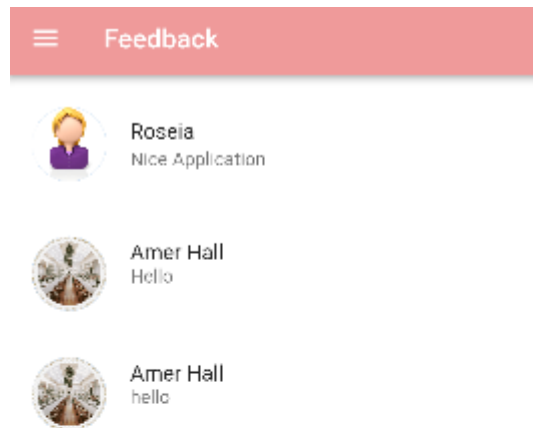 Feedback
Roseia
Nice Application
Amer Hall
Hello
Amer Hall
hello